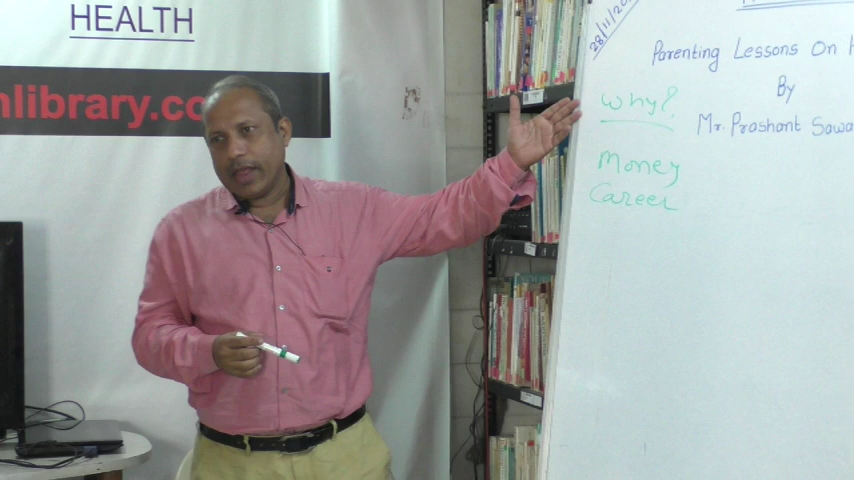 HEALTH
library.co
28/11/20
Parenting Lessons On
By
Mr. Prashant Sawa
Why?
Money
Career